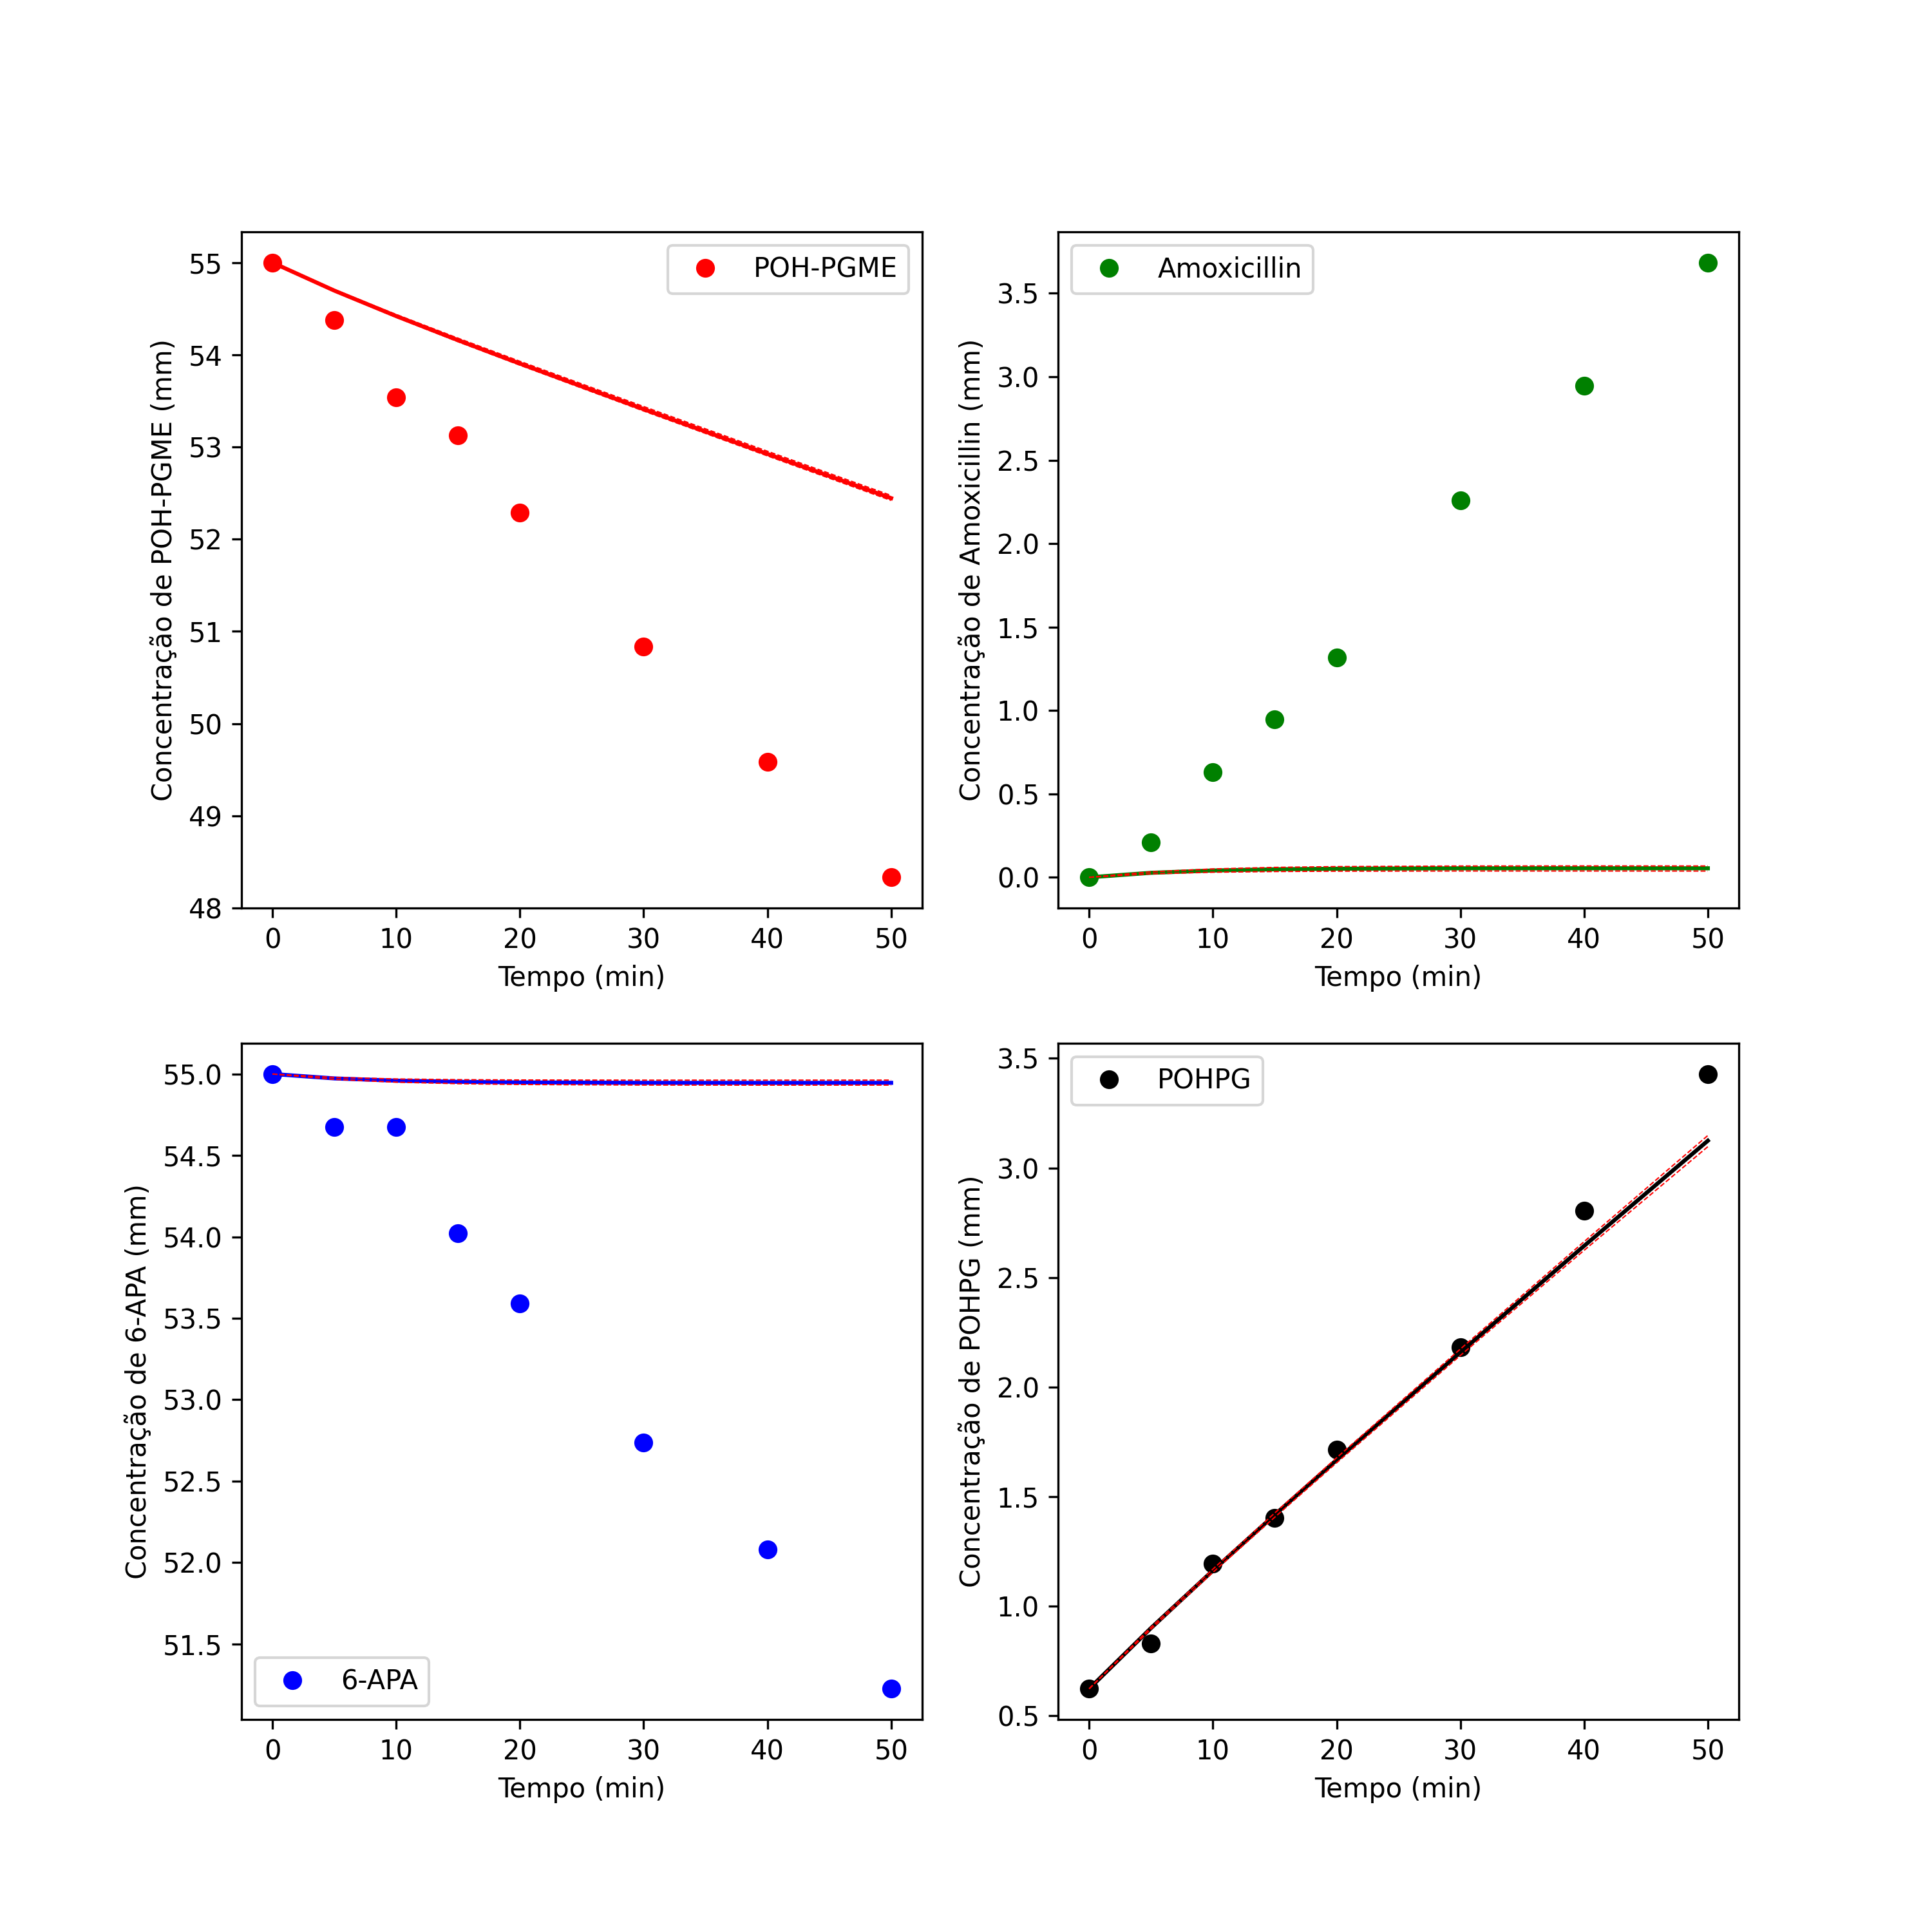 POH-PGME
55
54
53
52
51
50
49
48
Concentração de POH-PGME (mm)
0 10 20 30 40 50
Tempo (min)
Amoxicillin
3.5
3.0
2.5
2.0
1.5
1.0
0.5
0.0
Concentração de Amoxicillin (mm)
0 10 20 30 40 50
Tempo (min)
55.0
54.5
54.0
53.5
53.0
52.5
52.0
51.5
Concentração de 6-APA (mm)
6-APA
0 10 20 30 40 50
Tempo (min)
POHPG
3.5
3.0
2.5
2.0
1.5
1.0
0.5
Concentração de POHPG (mm)
0 10 20 30 40 50
Tempo (min)